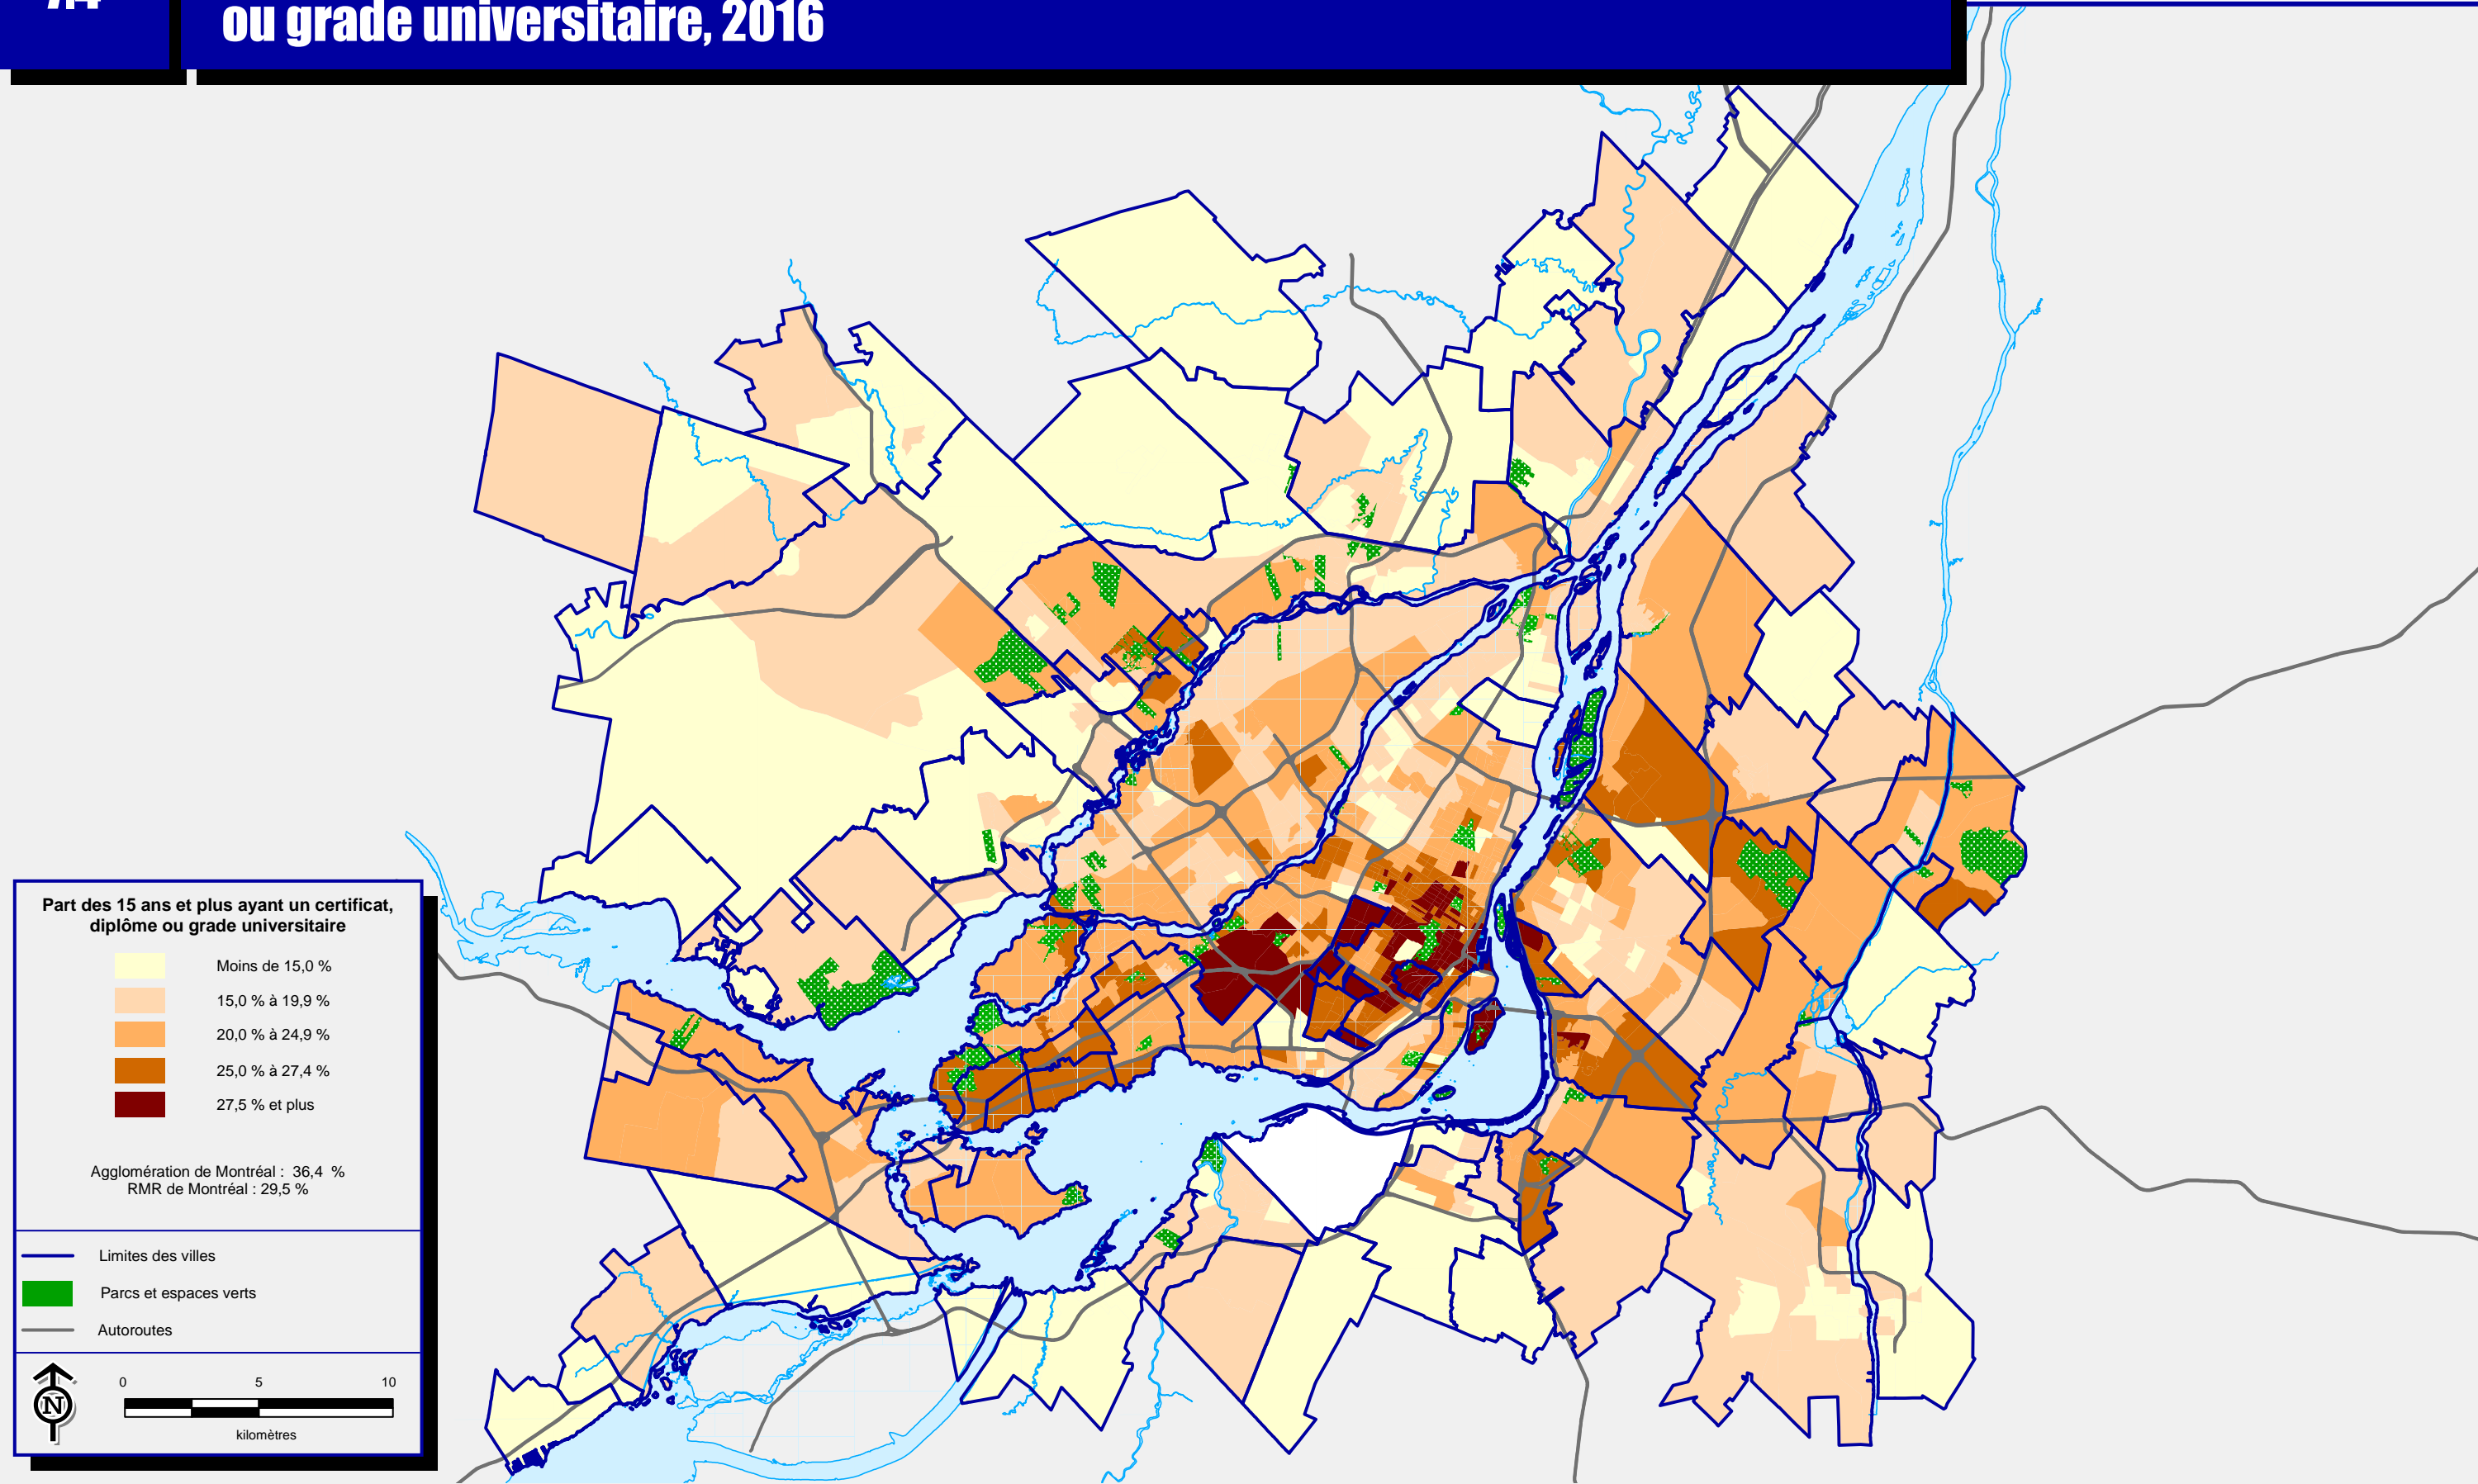 7.4
ou grade universitaire, 2016
Part des 15 ans et plus ayant un certificat,
diplôme ou grade universitaire
Moins de 15,0 %
15,0 % à 19,9 %
20,0 % à 24,9 %
25,0 % à 27,4 %
27,5 % et plus
Agglomération de Montréal : 36,4 %
RMR de Montréal : 29,5 %
Limites des villes
Parcs et espaces verts
Autoroutes
N
0 5 10
kilomètres